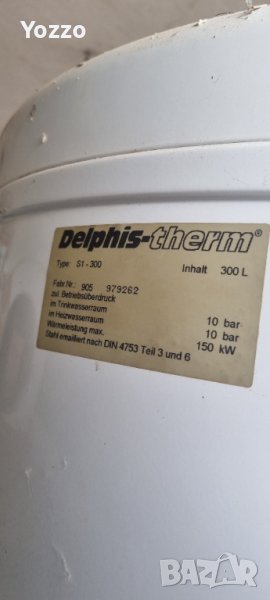 Yozzo
Delphis-therm®
Type: S1-300 Inhalt 300 L
Fabr.Nr.: 905 979262
zul. Betriebsüberdruck
im Trinkwasserraum 10 bar
im Heizwasserraum 10 bar
Wärmeleistung max. 150 kW
Stahl emailliert nach DIN 4753 Teil 3 und 6
BAZAR